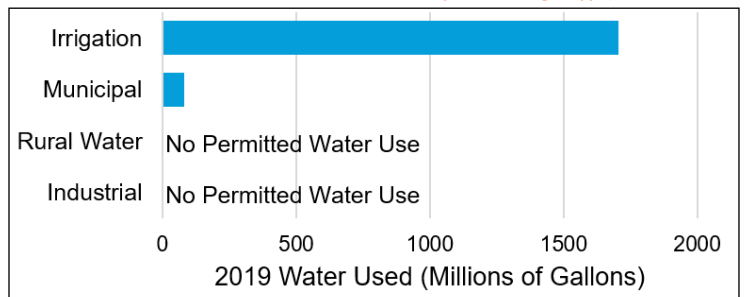 Irrigation
Municipal
Rural Water No Permitted Water Use
Industrial No Permitted Water Use
0 500 1000 1500 2000
2019 Water Used (Millions of Gallons)